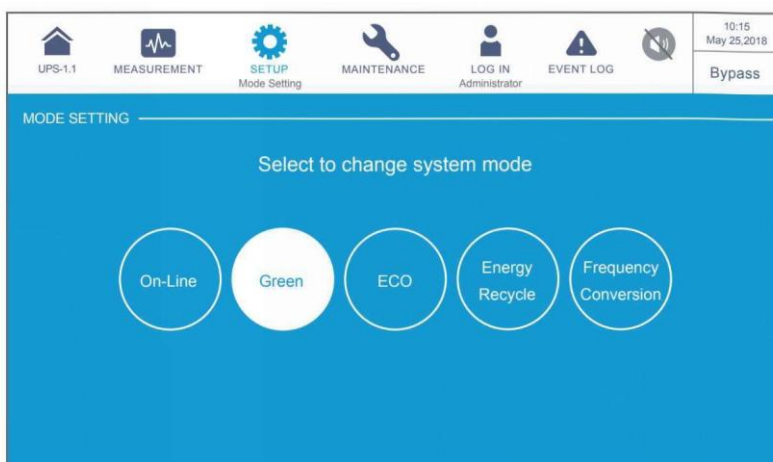 UPS-1.1
MEASUREMENT
SETUP
Mode Setting
MAINTENANCE
LOG IN
Administrator
EVENT LOG
10:15
May 25,2018
Bypass
MODE SETTING
Select to change system mode
On-Line
Green
ECO
Energy
Recycle
Frequency
Conversion